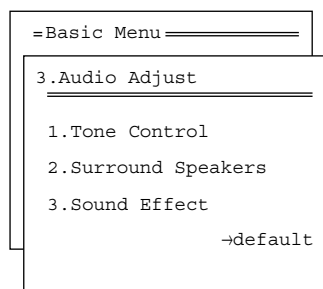 =Basic Menu
3.Audio Adjust
1.Tone Control
2.Surround Speakers
3.Sound Effect
→default